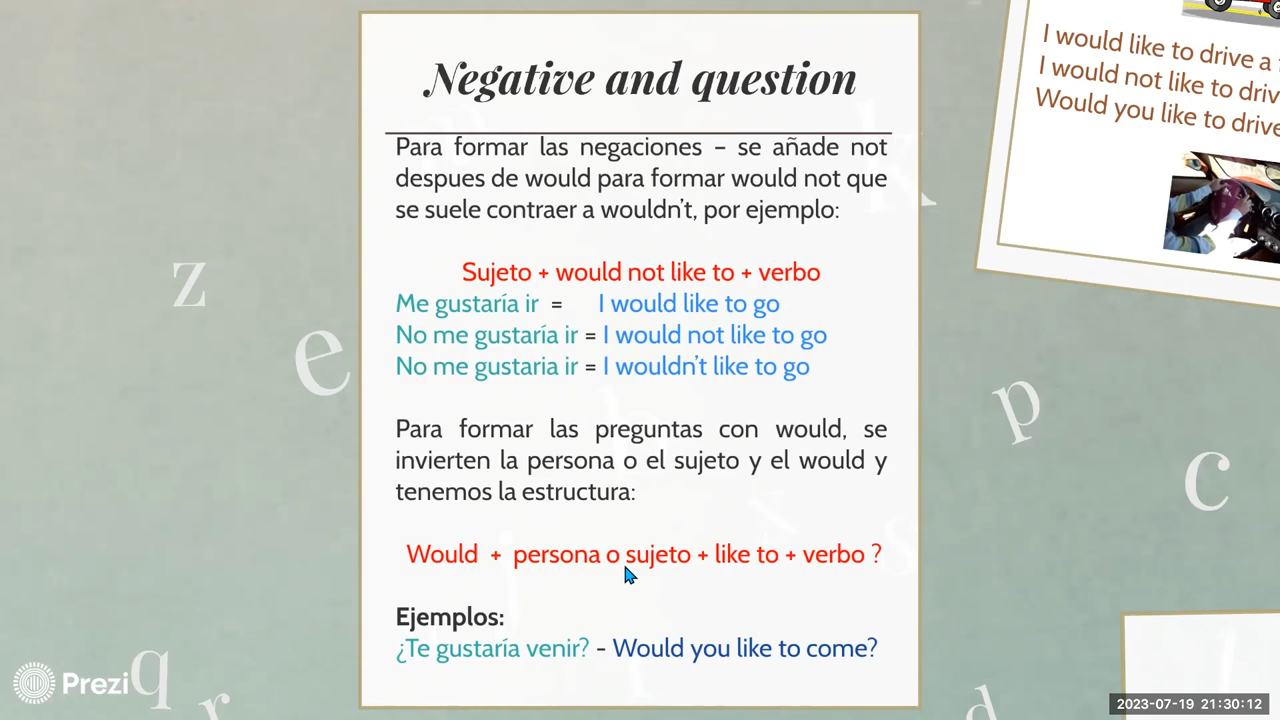 Negative and question
Para formar las negaciones – se añade not
despues de would para formar would not que
se suele contraer a wouldn't, por ejemplo:
Sujeto + would not like to + verbo
Me gustaría ir = I would like to go
No me gustaría ir = I would not like to go
No me gustaria ir = I wouldn't like to go
Para formar las preguntas con would, se
invierten la persona o el sujeto y el would y
tenemos la estructura:
Would + persona o sujeto + like to + verbo ?
Ejemplos:
¿Te gustaría venir? - Would you like to come?
I would like to drive a
I would not like to
Would you like to drive
z
e
p
c
q
r
d
k
s
Prezi
2023-07-19 21:30:12